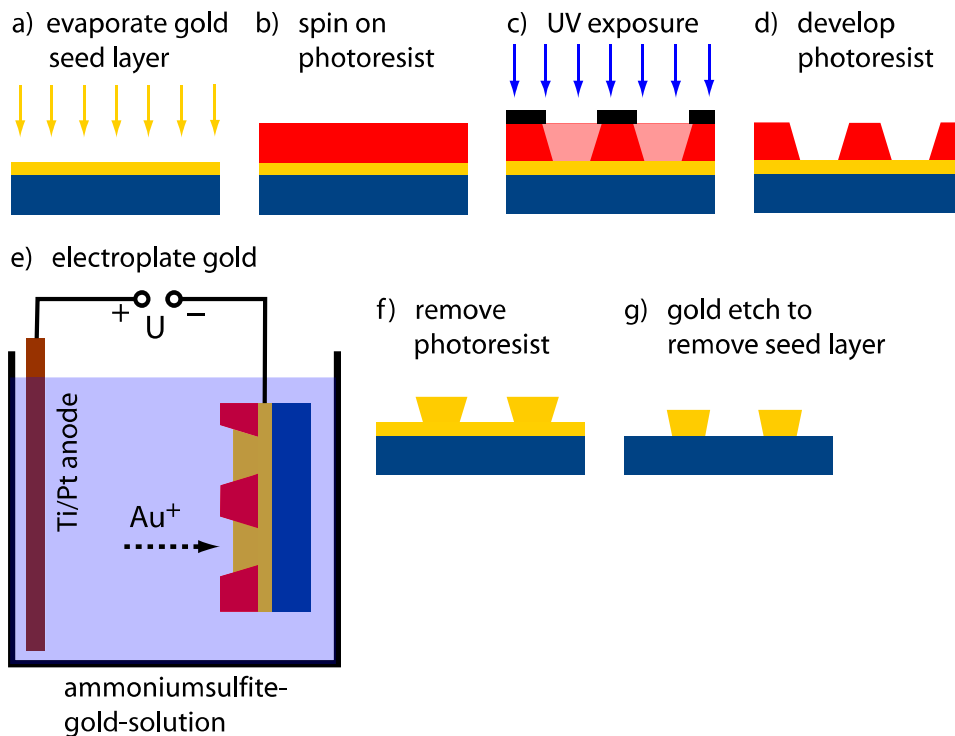 a) evaporate gold
seed layer
b) spin on
photoresist
c) UV exposure
d) develop
photoresist
e) electroplate gold
+ U −
Ti/Pt anode
Au⁺
ammoniumsulfite-
gold-solution
f) remove
photoresist
g) gold etch to
remove seed layer